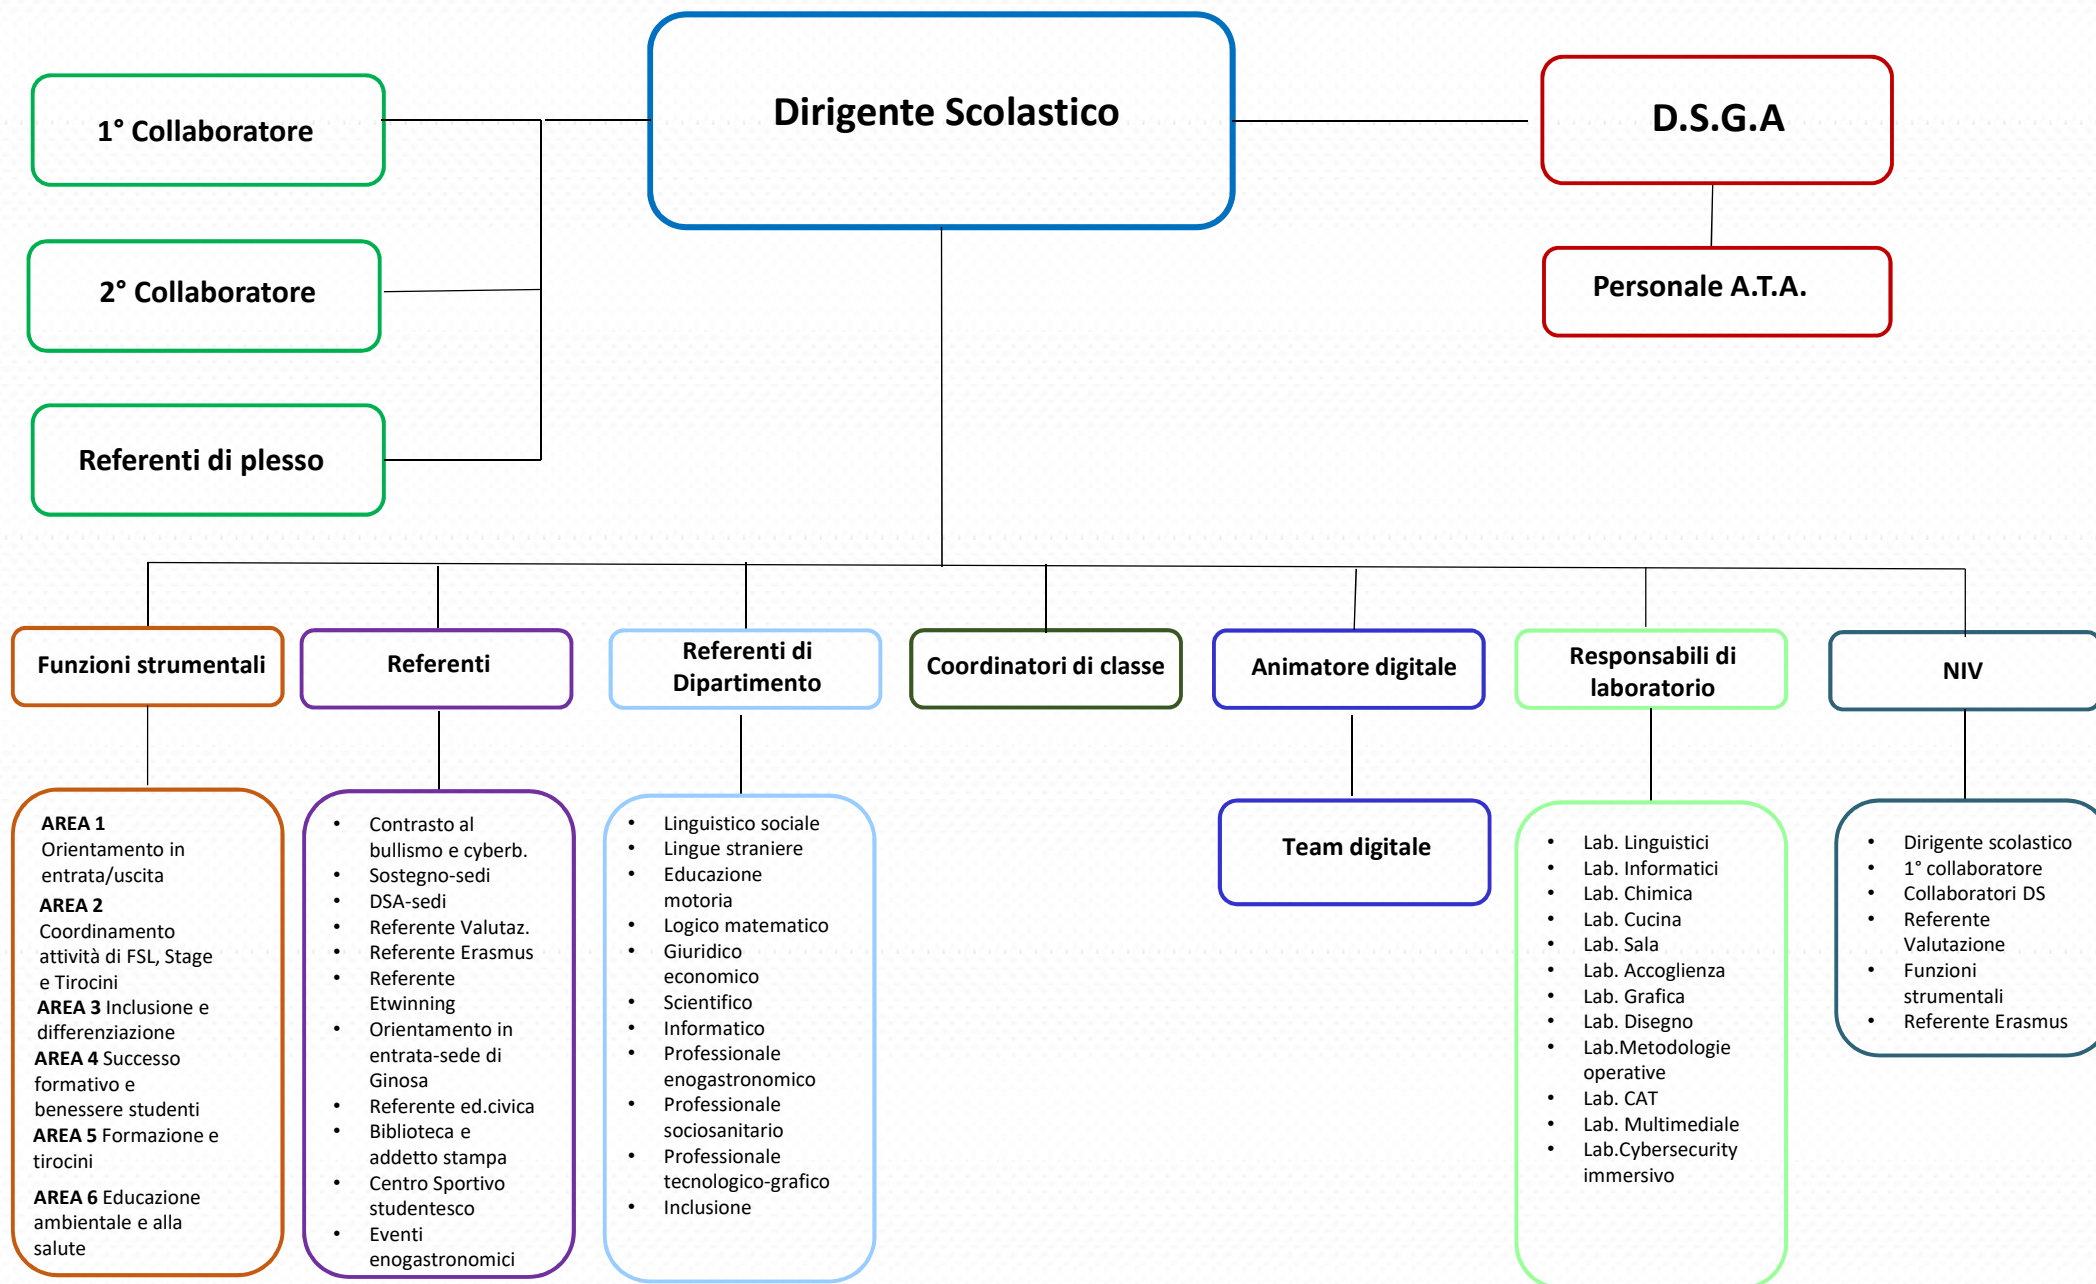 Dirigente Scolastico
D.S.G.A
1° Collaboratore
2° Collaboratore
Personale A.T.A.
Referenti di plesso
Funzioni strumentali
Referenti
Referenti di
Dipartimento
Coordinatori di classe
Animatore digitale
Responsabili di
laboratorio
NIV
AREA 1
Orientamento in
entrata/uscita
AREA 2
Coordinamento
attività di FSL, Stage
e Tirocini
AREA 3 Inclusione e
differenziazione
AREA 4 Successo
formativo e
benessere studenti
AREA 5 Formazione e
tirocini
AREA 6 Educazione
ambientale e alla
salute
• Contrasto al
bullismo e cyberb.
• Sostegno-sedi
• DSA-sedi
• Referente Valutaz.
• Referente Erasmus
• Referente
Etwinning
• Orientamento in
entrata-sede di
Ginosa
• Referente ed.civica
• Biblioteca e
addetto stampa
• Centro Sportivo
studentesco
• Eventi
enogastronomici
• Linguistico sociale
• Lingue straniere
• Educazione
motoria
• Logico matematico
• Giuridico
economico
• Scientifico
• Informatico
• Professionale
enogastronomico
• Professionale
sociosanitario
• Professionale
tecnologico-grafico
• Inclusione
Team digitale
• Lab. Linguistici
• Lab. Informatici
• Lab. Chimica
• Lab. Cucina
• Lab. Sala
• Lab. Accoglienza
• Lab. Grafica
• Lab. Disegno
• Lab.Metodologie
operative
• Lab. CAT
• Lab. Multimediale
• Lab.Cybersecurity
immersivo
• Dirigente scolastico
• 1° collaboratore
• Collaboratori DS
• Referente
Valutazione
• Funzioni
strumentali
• Referente Erasmus